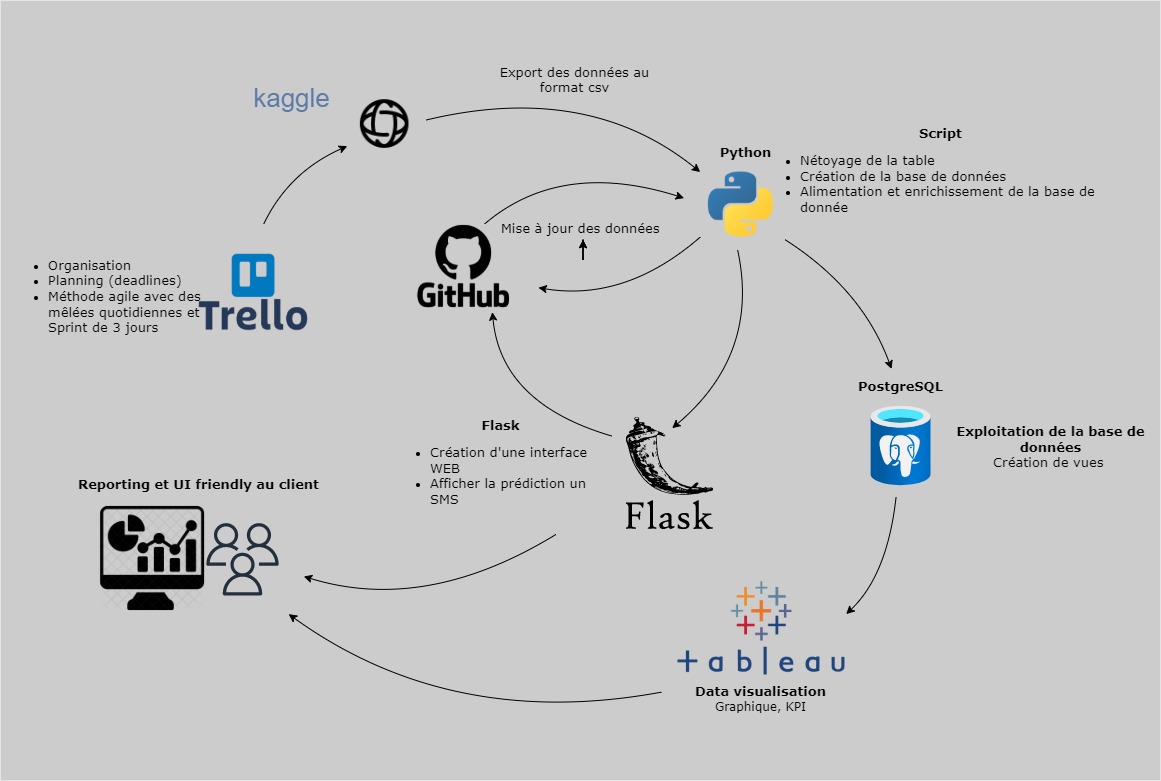 kaggle
Export des données au
format csv
Script
Python
Nétoyage de la table
Création de la base de données
Alimentation et enrichissement de la base de
donnée
Mise à jour des données
GitHub
Organisation
Planning (deadlines)
Méthode agile avec des
mêlées quotidiennes et
Sprint de 3 jours
Trello
PostgreSQL
Exploitation de la base de
données
Création de vues
Flask
Création d'une interface
WEB
Afficher la prédiction un
SMS
Flask
Reporting et UI friendly au client
+ableau
Data visualisation
Graphique, KPI